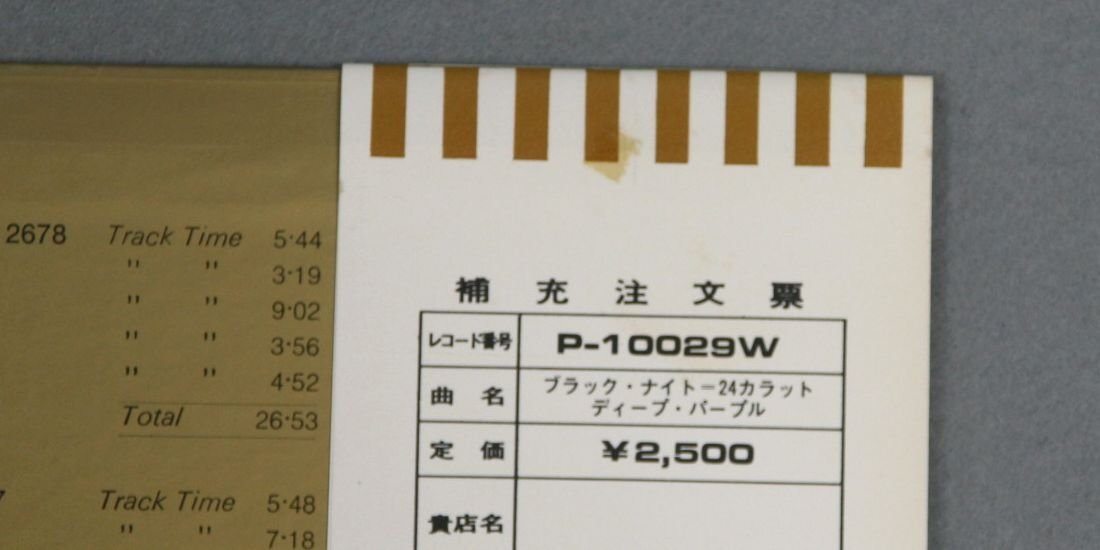 2678 Track Time 5·44
" " 3·19
" " 9·02
" " 3·56
" " 4·52
Total 26·53
Track Time 5·48
" " 7·18
補充注文票
レコード番号 P-10029W
曲名 ブラック・ナイト=24カラット
ディープ・パープル
定価 ¥2,500
貴店名